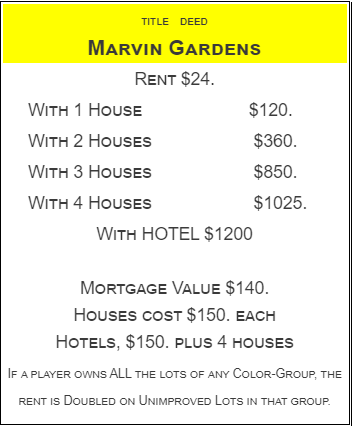 TITLE DEED
MARVIN GARDENS
RENT $24.
WITH 1 HOUSE $120.
WITH 2 HOUSES $360.
WITH 3 HOUSES $850.
WITH 4 HOUSES $1025.
WITH HOTEL $1200
MORTGAGE VALUE $140.
HOUSES COST $150. EACH
HOTELS, $150. PLUS 4 HOUSES
IF A PLAYER OWNS ALL THE LOTS OF ANY COLOR-GROUP, THE
RENT IS DOUBLED ON UNIMPROVED LOTS IN THAT GROUP.